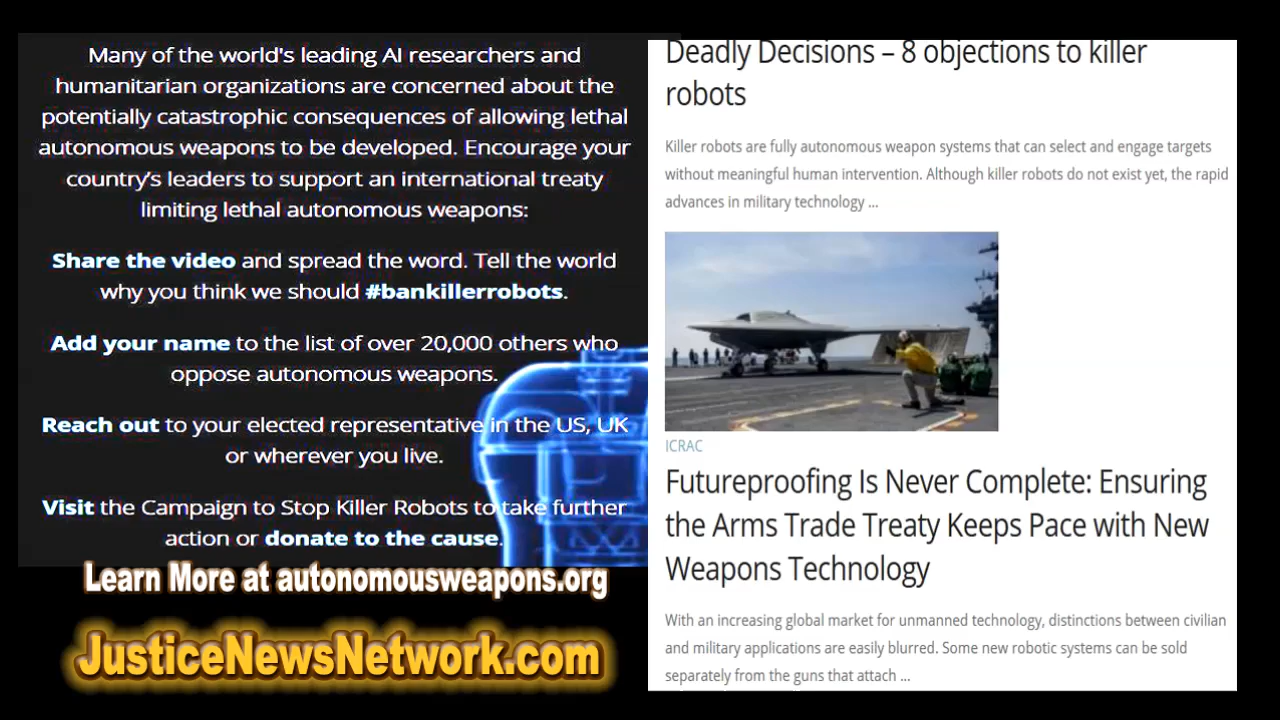 Many of the world's leading AI researchers and
humanitarian organizations are concerned about the
potentially catastrophic consequences of allowing lethal
autonomous weapons to be developed. Encourage your
country's leaders to support an international treaty
limiting lethal autonomous weapons:
Share the video and spread the word. Tell the world
why you think we should #bankillerrobots.
Add your name to the list of over 20,000 others who
oppose autonomous weapons.
Reach out to your elected representative in the US, UK
or wherever you live.
Visit the Campaign to Stop Killer Robots to take further
action or donate to the cause.
Learn More at autonomousweapons.org
JusticeNewsNetwork.com
Deadly Decisions – 8 objections to killer
robots
Killer robots are fully autonomous weapon systems that can select and engage targets
without meaningful human intervention. Although killer robots do not exist yet, the rapid
advances in military technology ...
ICRAC
Futureproofing Is Never Complete: Ensuring
the Arms Trade Treaty Keeps Pace with New
Weapons Technology
With an increasing global market for unmanned technology, distinctions between civilian
and military applications are easily blurred. Some new robotic systems can be sold
separately from the guns that attach ...